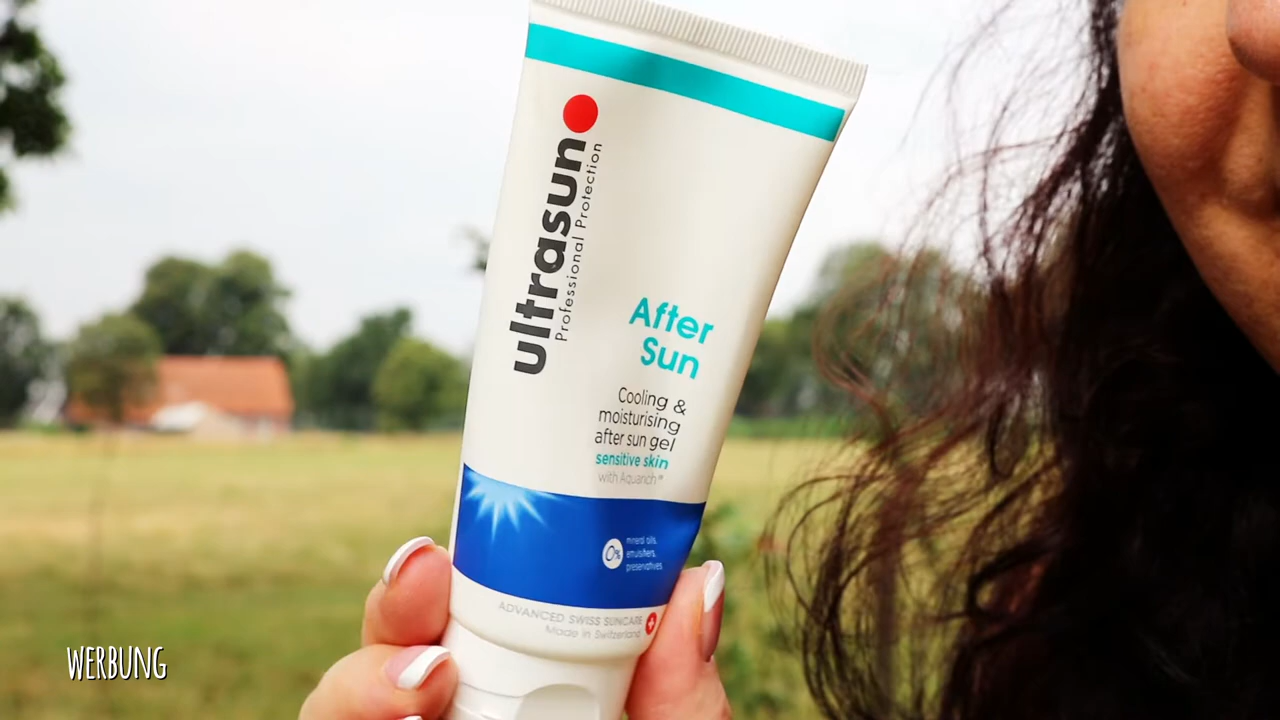 ultrasun
Professional Protection
After
Sun
Cooling &
moisturising
after sun gel
sensitive skin
with Aquarich™
0%
mineral oils,
emulsifiers,
preservatives
ADVANCED SWISS SUNCARE
Made in Switzerland
WERBUNG